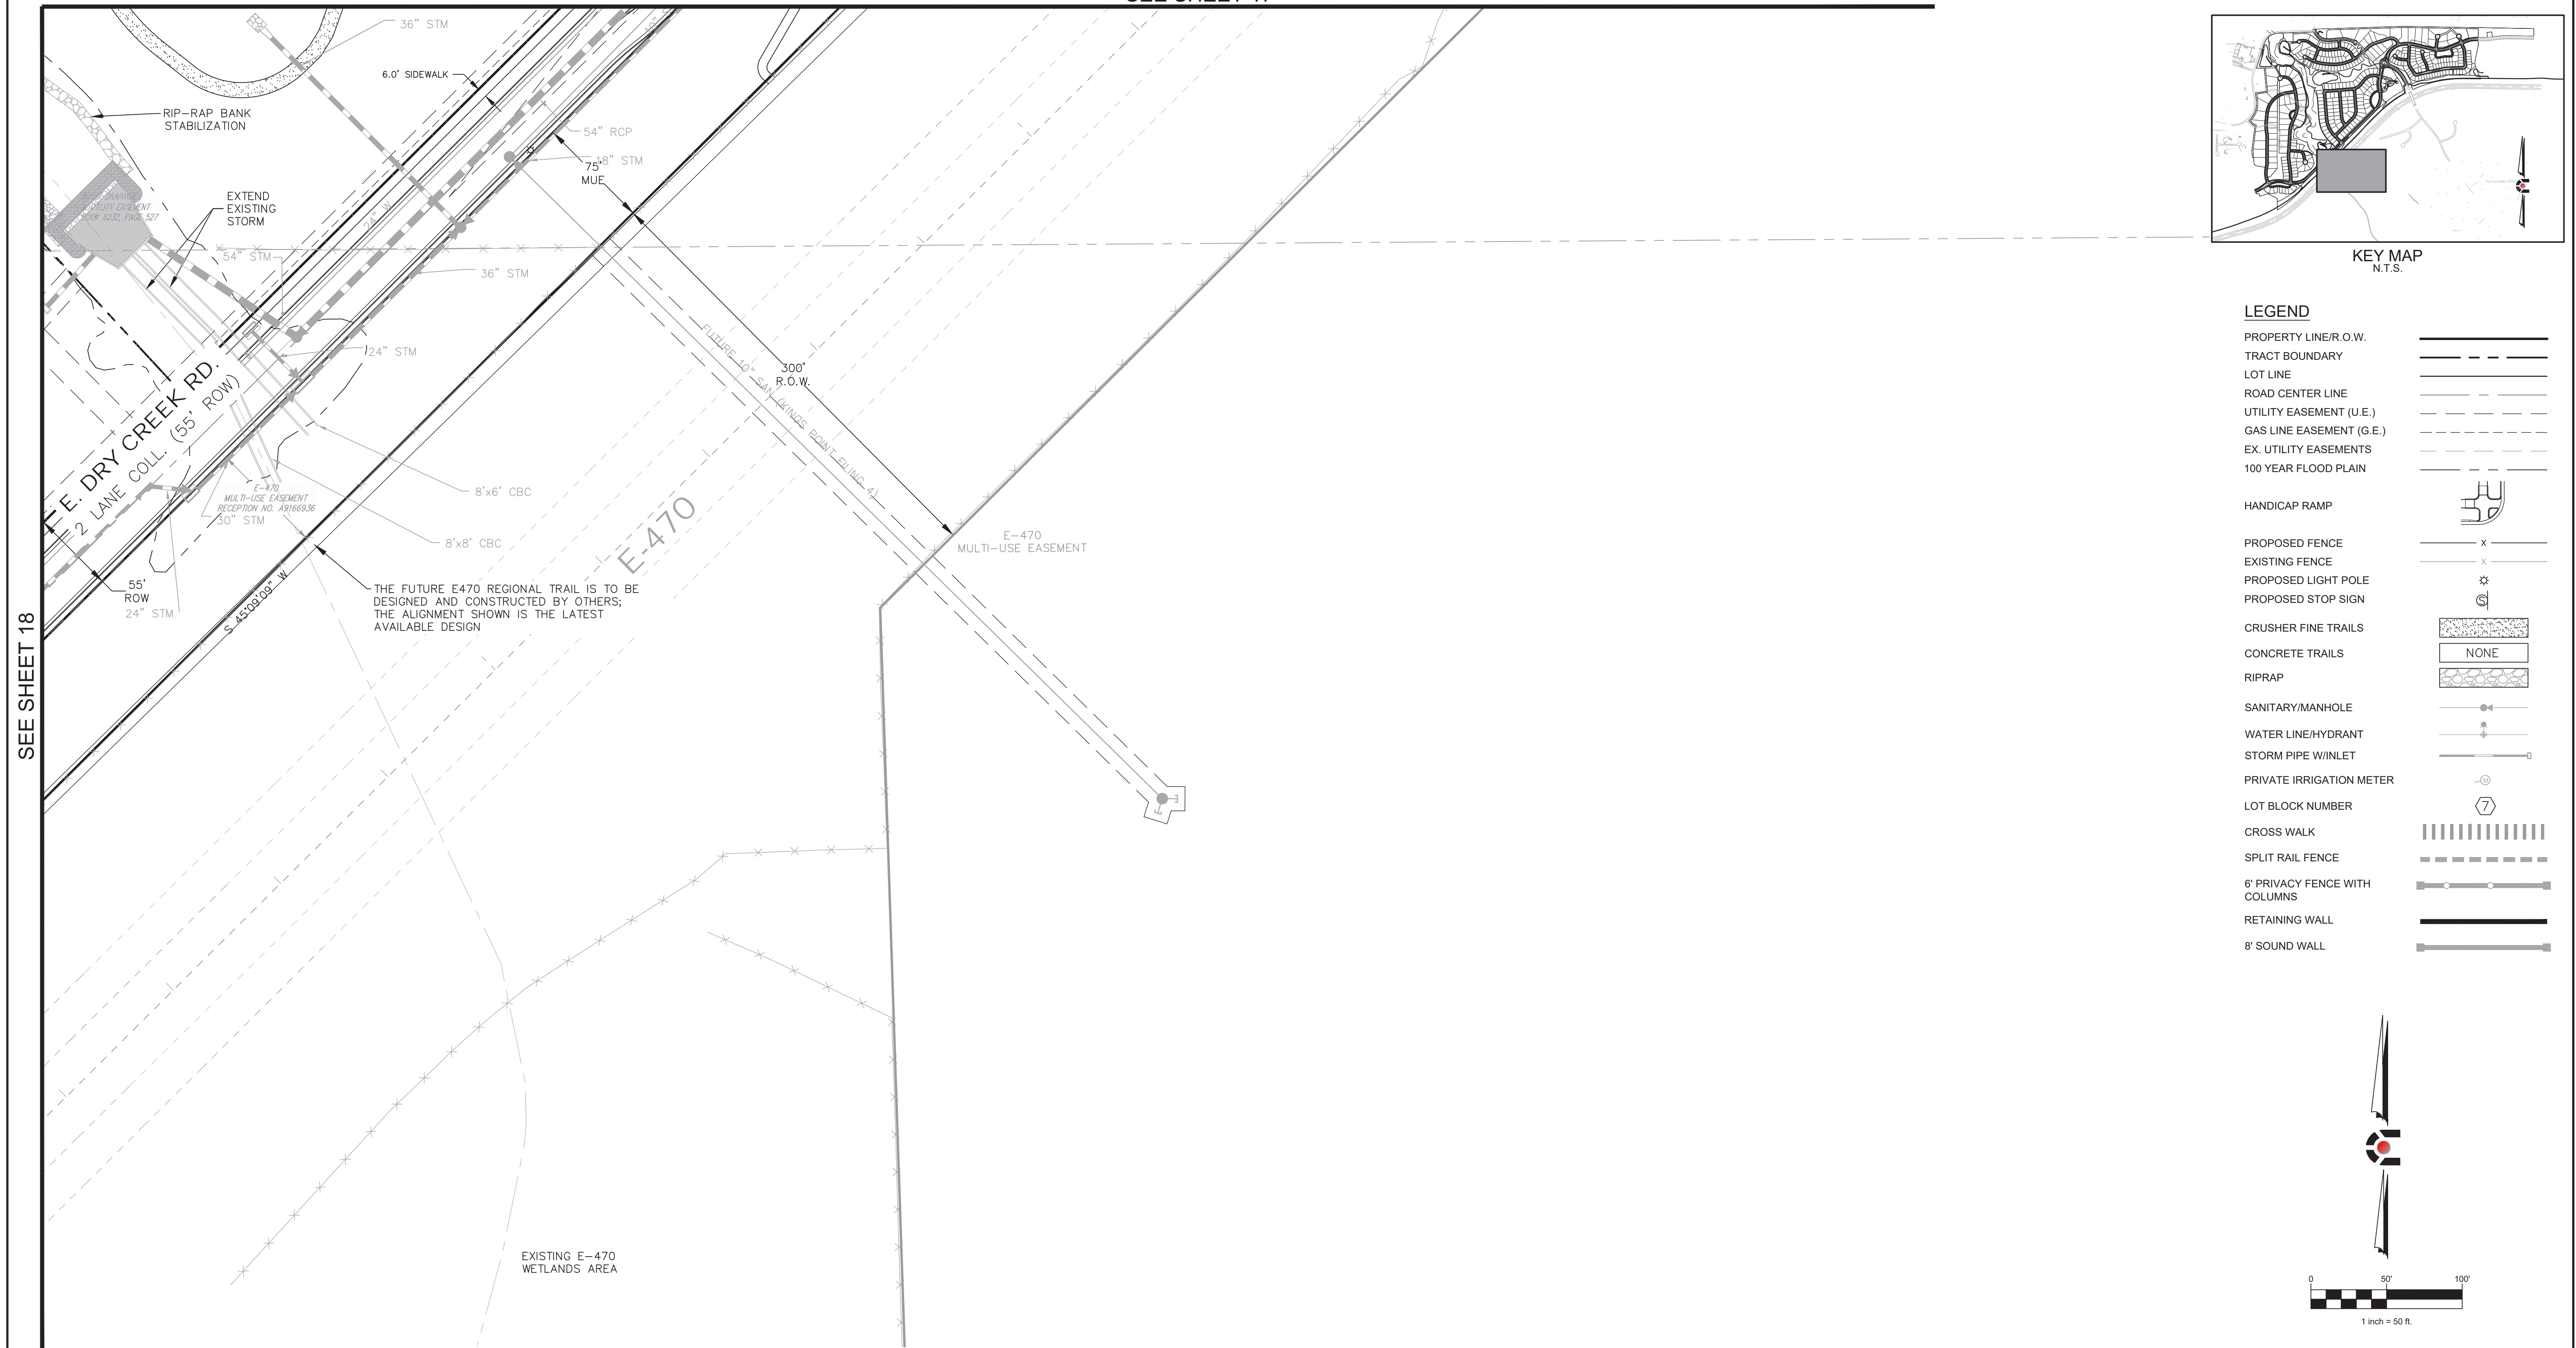 36" STM
6.0' SIDEWALK
RIP-RAP BANK
STABILIZATION
54" RCP
18" STM
75'
MUE
EXTEND
EXISTING
STORM
UTILITY EASEMENT
PAGE 527
24" W
54" STM
36" STM
24" STM
FUTURE 10" SAN (KINGS POINT FILING 4)
300'
R.O.W.
E. DRY CREEK RD.
2 LANE COLL. (55' ROW)
E-470
MULTI-USE EASEMENT
RECEPTION NO. A9166936
30" STM
8'x6' CBC
8'x8' CBC
E-470
E-470
MULTI-USE EASEMENT
55'
ROW
24" STM
S 45°09'09" W
THE FUTURE E470 REGIONAL TRAIL IS TO BE
DESIGNED AND CONSTRUCTED BY OTHERS;
THE ALIGNMENT SHOWN IS THE LATEST
AVAILABLE DESIGN
SEE SHEET 18
EXISTING E-470
WETLANDS AREA
KEY MAP
N.T.S.
LEGEND
PROPERTY LINE/R.O.W.
TRACT BOUNDARY
LOT LINE
ROAD CENTER LINE
UTILITY EASEMENT (U.E.)
GAS LINE EASEMENT (G.E.)
EX. UTILITY EASEMENTS
100 YEAR FLOOD PLAIN
HANDICAP RAMP
PROPOSED FENCE X
EXISTING FENCE X
PROPOSED LIGHT POLE
PROPOSED STOP SIGN S
CRUSHER FINE TRAILS
CONCRETE TRAILS NONE
RIPRAP
SANITARY/MANHOLE
WATER LINE/HYDRANT
STORM PIPE W/INLET
PRIVATE IRRIGATION METER M
LOT BLOCK NUMBER 7
CROSS WALK
SPLIT RAIL FENCE
6' PRIVACY FENCE WITH
COLUMNS
RETAINING WALL
8' SOUND WALL
0 50' 100'
1 inch = 50 ft.